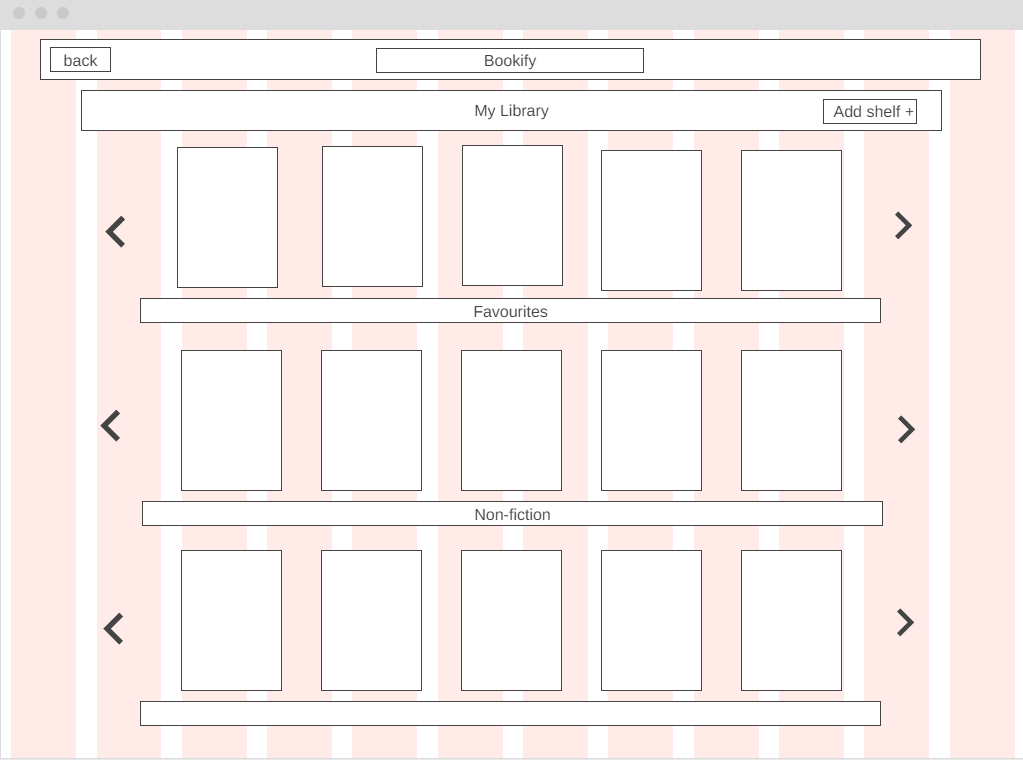 back
Bookify
My Library
Add shelf +
Favourites
Non-fiction